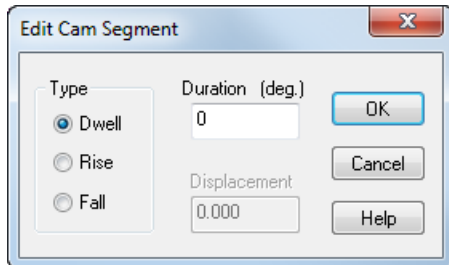 Edit Cam Segment
x
Type
Dwell
Rise
Fall
Duration (deg.)
0
Displacement
0.000
OK
Cancel
Help